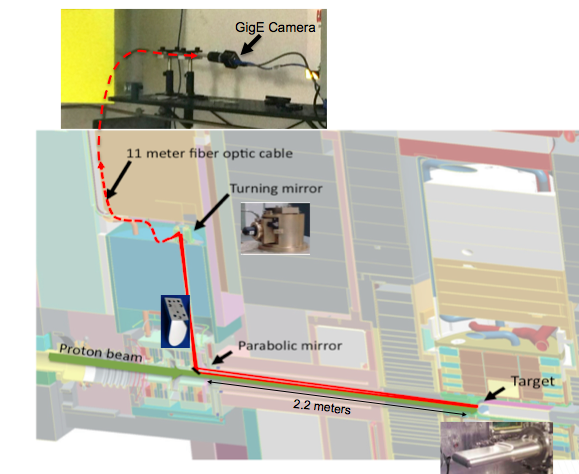 GigE Camera
11 meter fiber optic cable
Turning mirror
Parabolic mirror
Proton beam
Target
2.2 meters